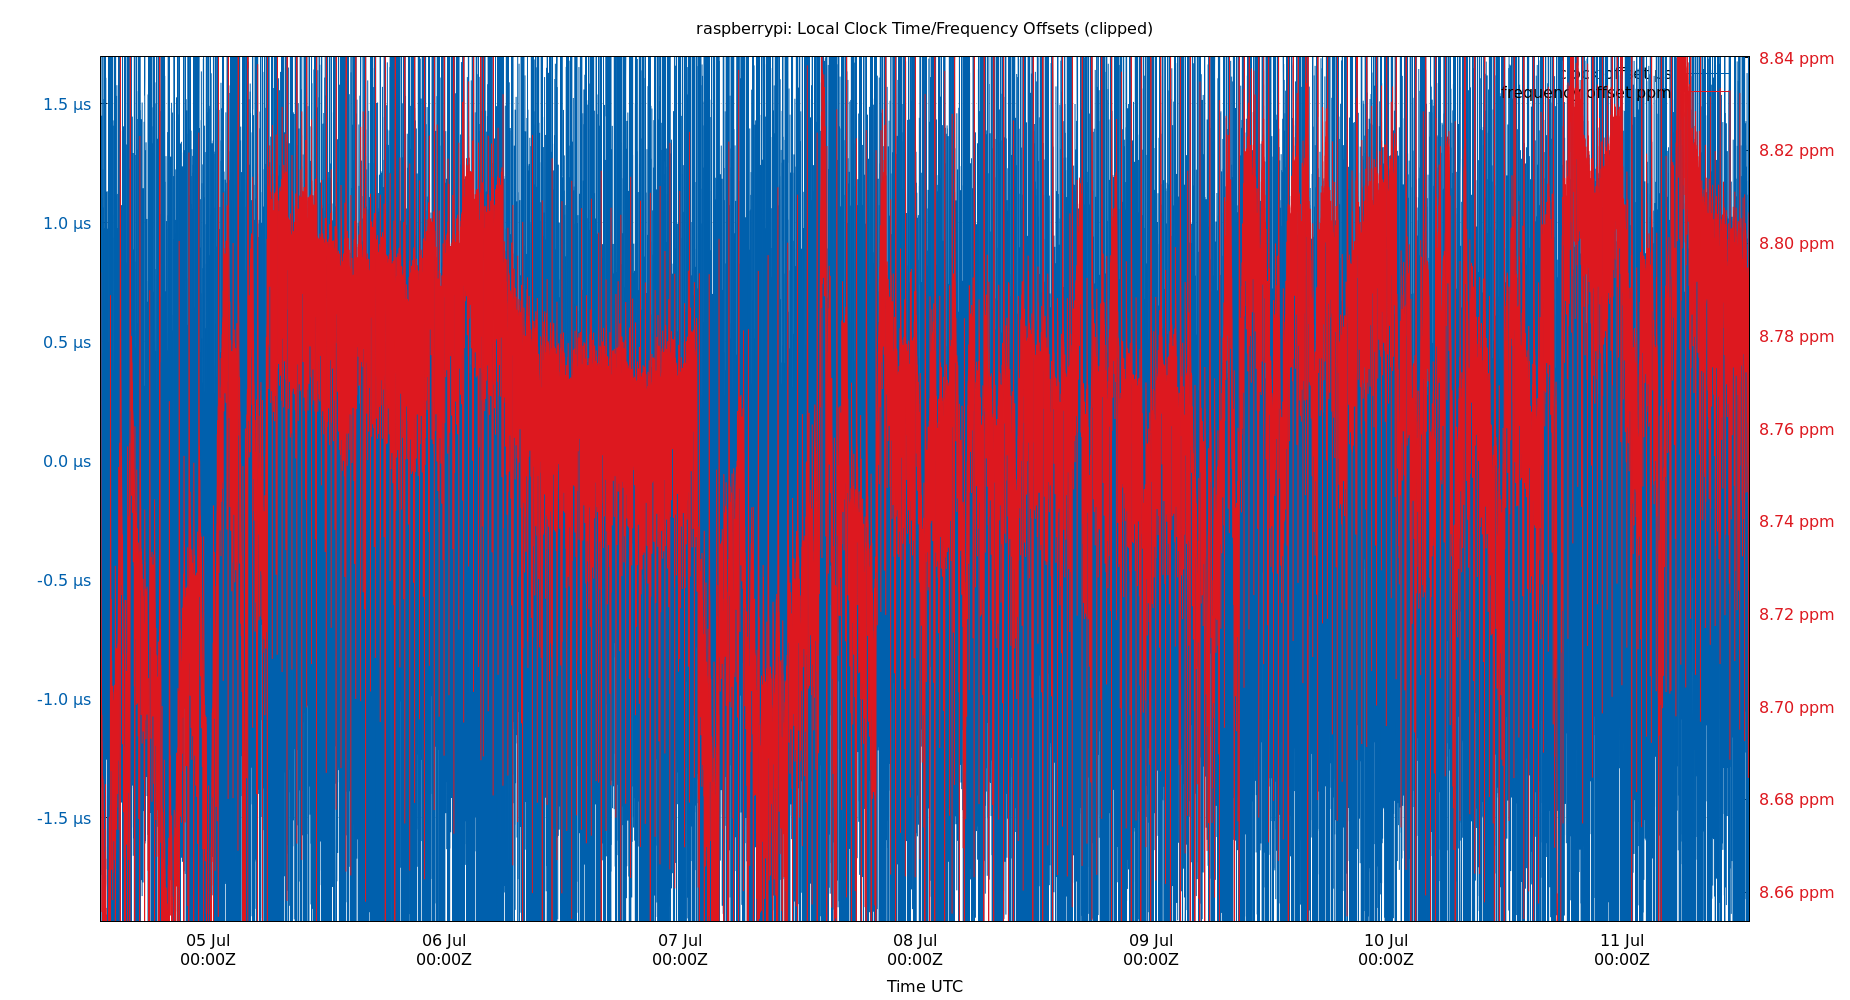 raspberrypi: Local Clock Time/Frequency Offsets (clipped)
8.84 ppm
clock offset µs
frequency offset ppm
1.5 µs
8.82 ppm
1.0 µs
8.80 ppm
0.5 µs
8.78 ppm
8.76 ppm
0.0 µs
8.74 ppm
-0.5 µs
8.72 ppm
-1.0 µs
8.70 ppm
8.68 ppm
-1.5 µs
8.66 ppm
05 Jul 06 Jul 07 Jul 08 Jul 09 Jul 10 Jul 11 Jul
00:00Z 00:00Z 00:00Z 00:00Z 00:00Z 00:00Z 00:00Z
Time UTC